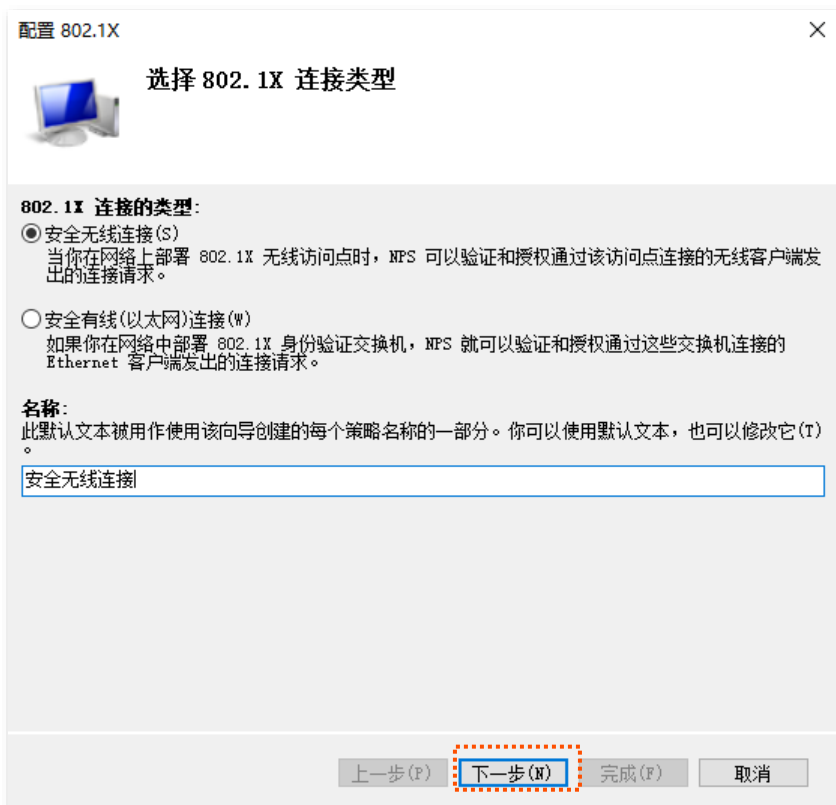 配置 802.1X
选择 802.1X 连接类型
802.1X 连接的类型:
安全无线连接(S)
当你在网络上部署 802.1X 无线访问点时，NPS 可以验证和授权通过该访问点连接的无线客户端发
出的连接请求。
安全有线(以太网)连接(W)
如果你在网络中部署 802.1X 身份验证交换机，NPS 就可以验证和授权通过这些交换机连接的
Ethernet 客户端发出的连接请求。
名称:
此默认文本被用作使用该向导创建的每个策略名称的一部分。你可以使用默认文本，也可以修改它(T)
。
安全无线连接
上一步(P) 下一步(N) 完成(F) 取消